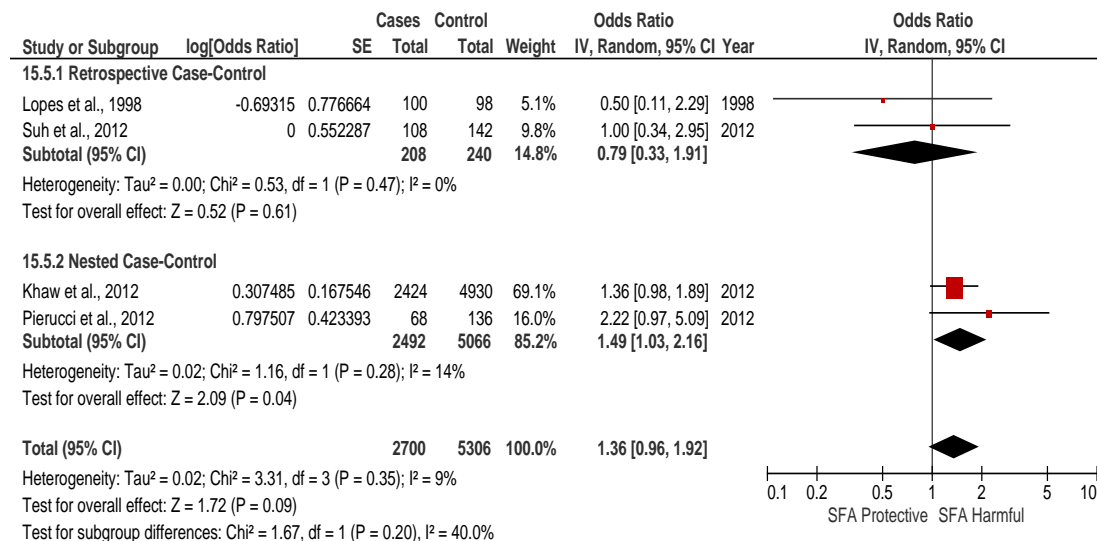 Cases Control Odds Ratio Odds Ratio
Study or Subgroup log[Odds Ratio] SE Total Total Weight IV, Random, 95% CI Year IV, Random, 95% CI
15.5.1 Retrospective Case-Control
Lopes et al., 1998 -0.69315 0.776664 100 98 5.1% 0.50 [0.11, 2.29] 1998
Suh et al., 2012 0 0.552287 108 142 9.8% 1.00 [0.34, 2.95] 2012
Subtotal (95% CI) 208 240 14.8% 0.79 [0.33, 1.91]
Heterogeneity: Tau² = 0.00; Chi² = 0.53, df = 1 (P = 0.47); I² = 0%
Test for overall effect: Z = 0.52 (P = 0.61)
15.5.2 Nested Case-Control
Khaw et al., 2012 0.307485 0.167546 2424 4930 69.1% 1.36 [0.98, 1.89] 2012
Pierucci et al., 2012 0.797507 0.423393 68 136 16.0% 2.22 [0.97, 5.09] 2012
Subtotal (95% CI) 2492 5066 85.2% 1.49 [1.03, 2.16]
Heterogeneity: Tau² = 0.02; Chi² = 1.16, df = 1 (P = 0.28); I² = 14%
Test for overall effect: Z = 2.09 (P = 0.04)
Total (95% CI) 2700 5306 100.0% 1.36 [0.96, 1.92]
Heterogeneity: Tau² = 0.02; Chi² = 3.31, df = 3 (P = 0.35); I² = 9%
Test for overall effect: Z = 1.72 (P = 0.09)
Test for subgroup differences: Chi² = 1.67, df = 1 (P = 0.20), I² = 40.0%
0.1 0.2 0.5 1 2 5 10
SFA Protective SFA Harmful